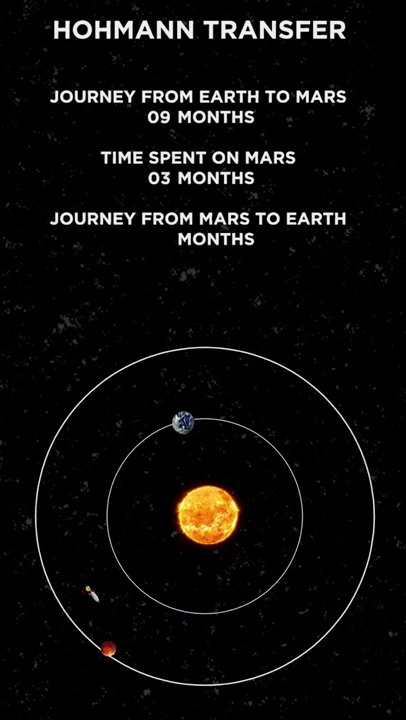 HOHMANN TRANSFER
JOURNEY FROM EARTH TO MARS
09 MONTHS
TIME SPENT ON MARS
03 MONTHS
JOURNEY FROM MARS TO EARTH
MONTHS